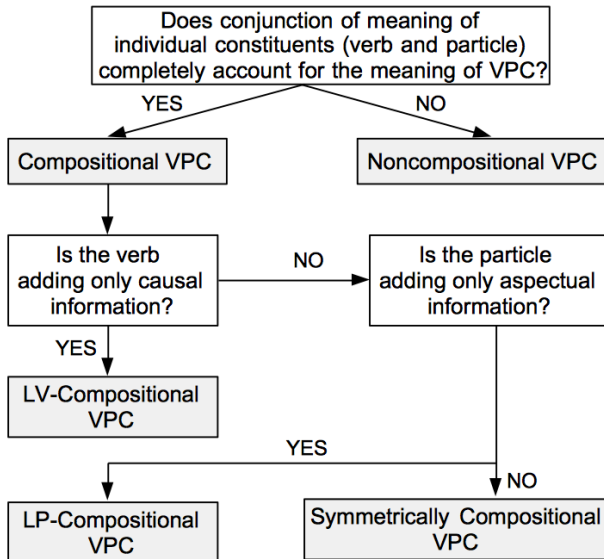 Does conjunction of meaning of
individual constituents (verb and particle)
completely account for the meaning of VPC?
YES
NO
Compositional VPC
Noncompositional VPC
Is the verb
adding only causal
information?
NO
Is the particle
adding only aspectual
information?
YES
LV-Compositional
VPC
YES
NO
LP-Compositional
VPC
Symmetrically Compositional
VPC